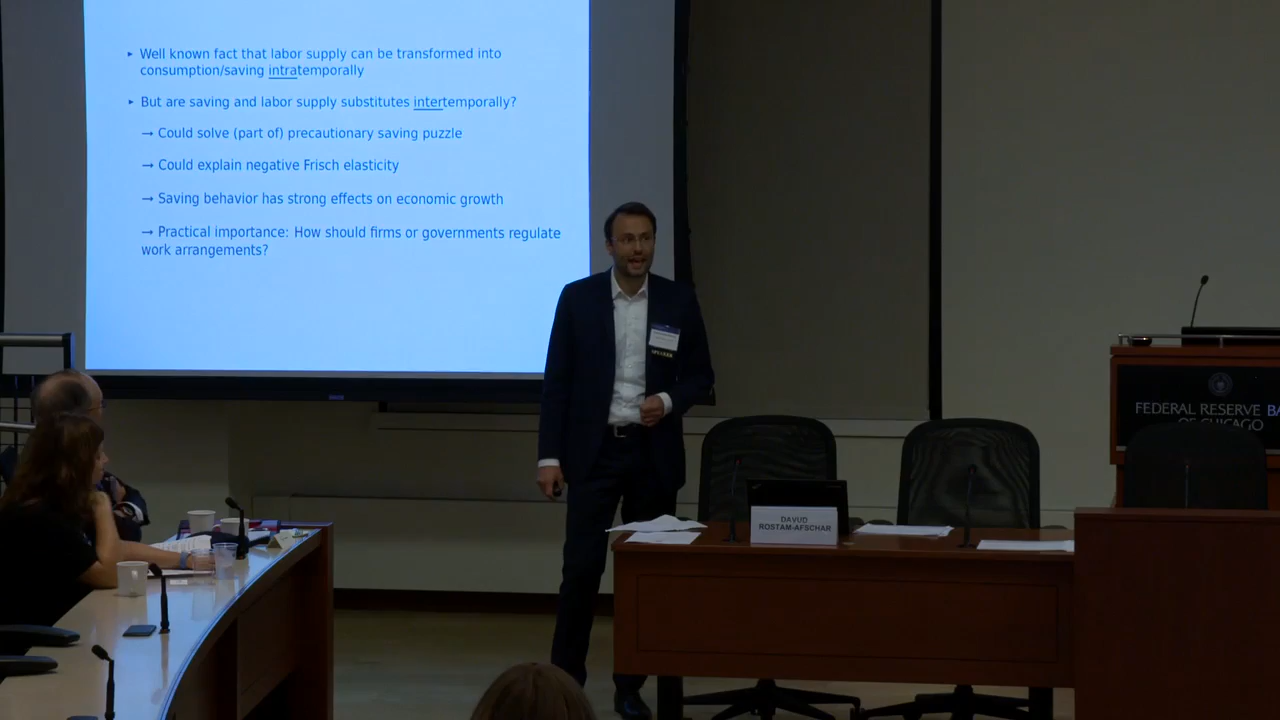 ▸ Well known fact that labor supply can be transformed into
consumption/saving intratemporally
▸ But are saving and labor supply substitutes intertemporally?
→ Could solve (part of) precautionary saving puzzle
→ Could explain negative Frisch elasticity
→ Saving behavior has strong effects on economic growth
→ Practical importance: How should firms or governments regulate
work arrangements?
SPEAKER
DAVUD
ROSTAM-AFSCHAR
FEDERAL RESERVE BA
OF CHICAGO